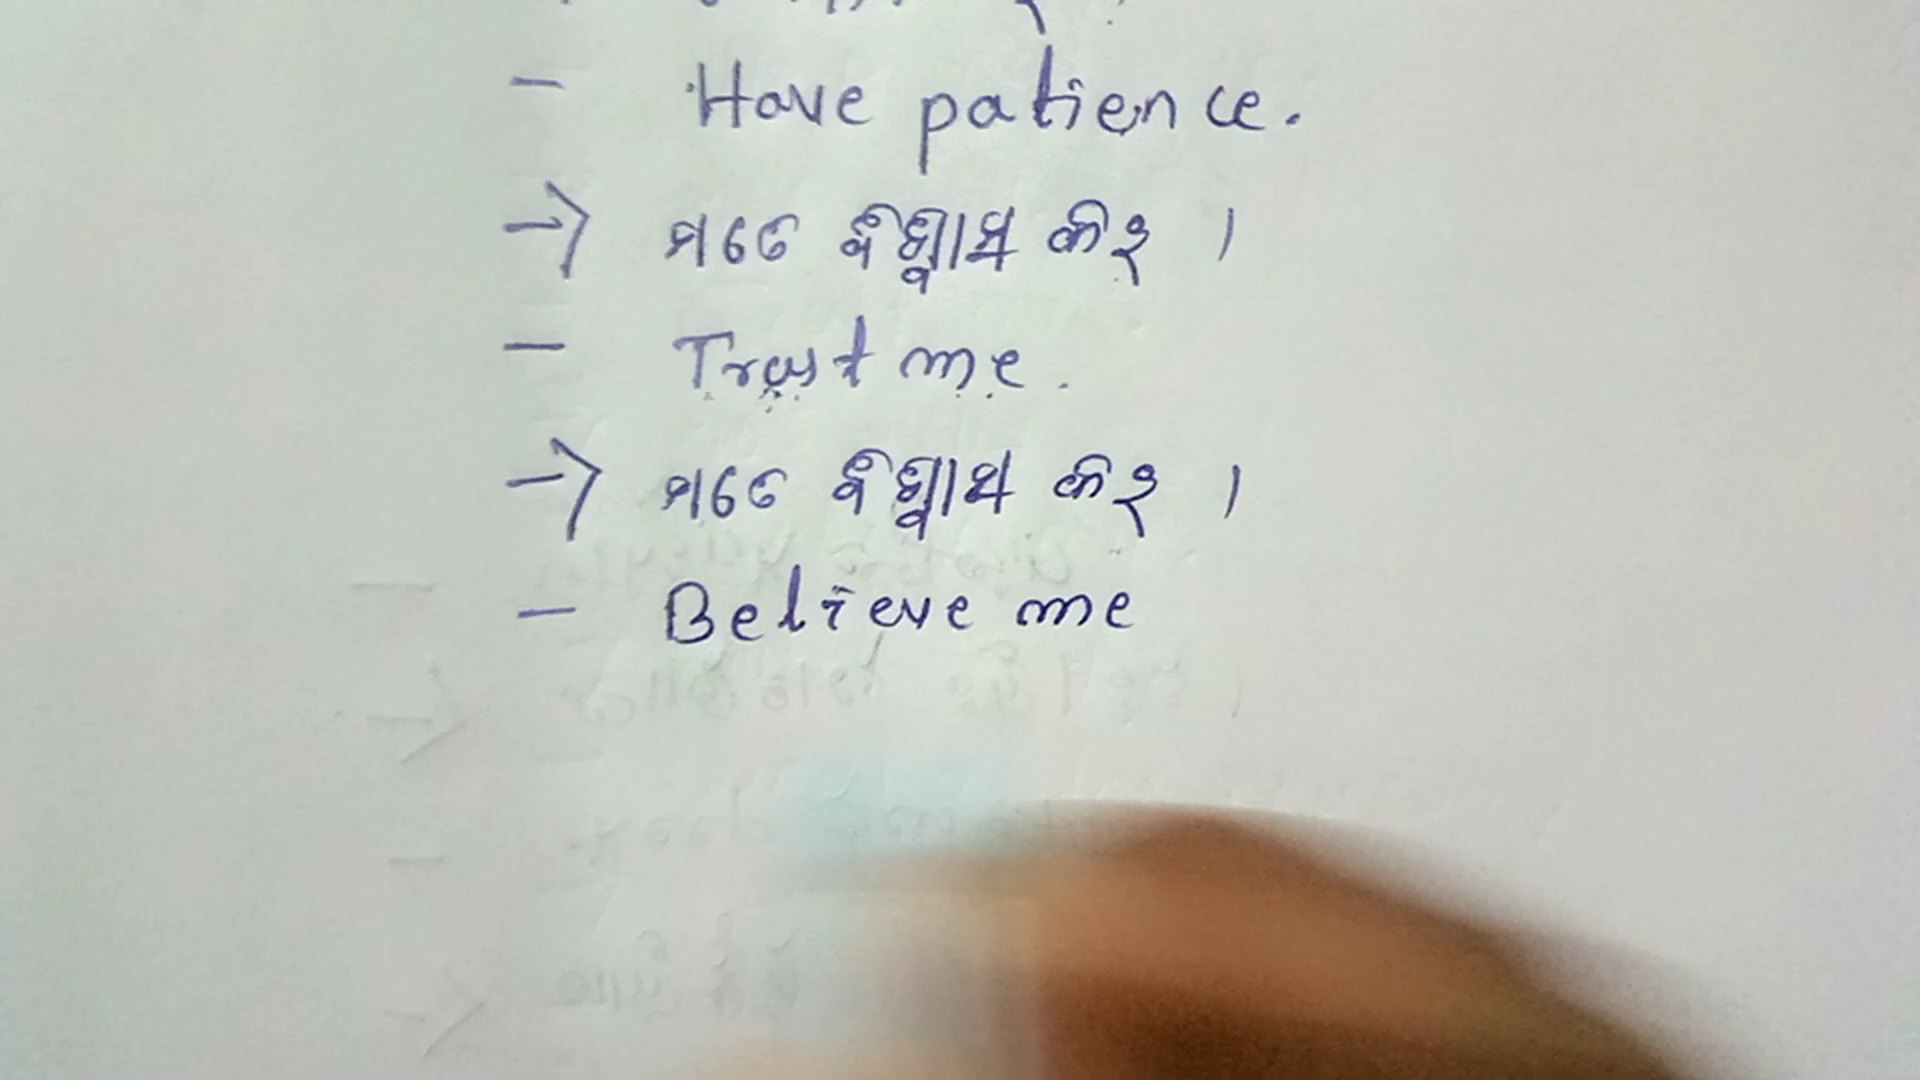 - Have patience.
→ ମତେ ବିଶ୍ୱାସ କର ।
- Trust me.
→ ମତେ ବିଶ୍ୱାସ କର ।
- Believe me